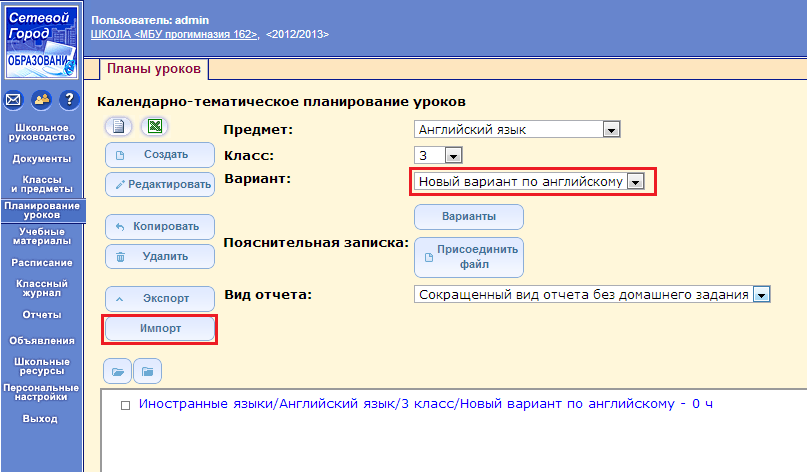 Сетевой
Город
ОБРАЗОВАНИ
Пользователь: admin
ШКОЛА <МБУ прогимназия 162>, <2012/2013>
Школьное
руководство
Документы
Классы
и предметы
Планирование
уроков
Учебные
материалы
Расписание
Классный
журнал
Отчеты
Объявления
Школьные
ресурсы
Персональные
настройки
Выход
Планы уроков
Календарно-тематическое планирование уроков
Создать
Редактировать
Копировать
Удалить
Экспорт
Импорт
Предмет: Английский язык
Класс: 3
Вариант: Новый вариант по английскому
Варианты
Пояснительная записка: Присоединить
файл
Вид отчета: Сокращенный вид отчета без домашнего задания
Иностранные языки/Английский язык/3 класс/Новый вариант по английскому - 0 ч